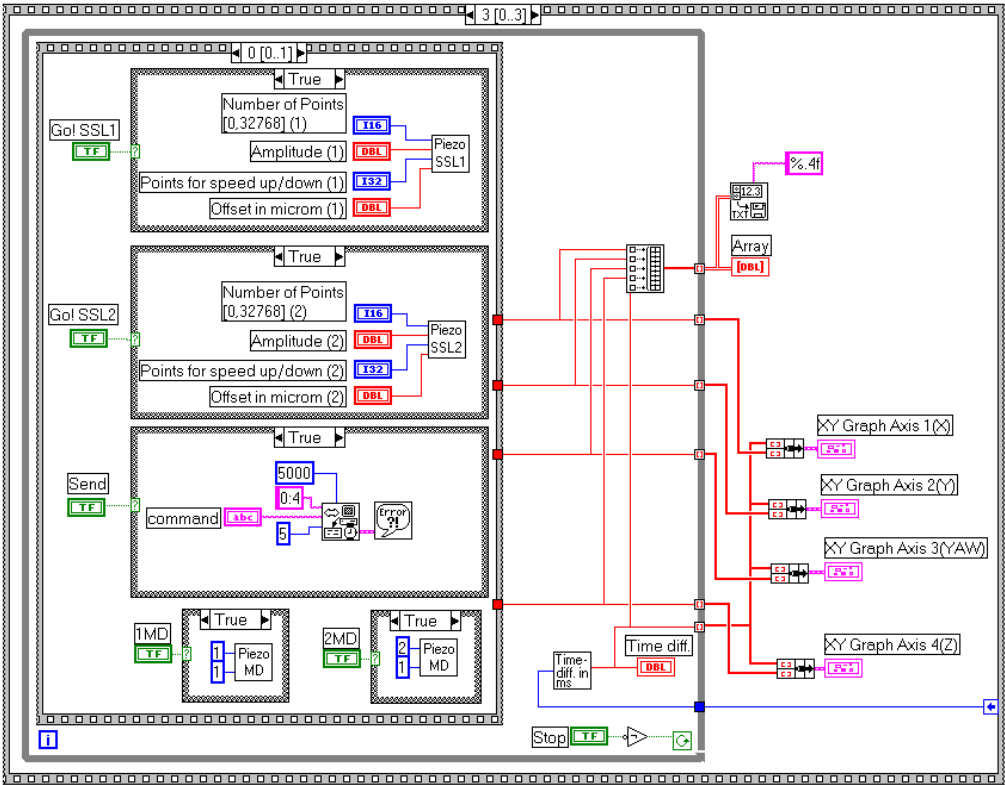 3 [0..3]
0 [0..1]
True
Number of Points
[0,32768] (1)
I16
Go! SSL1
TF
?
Amplitude (1)
DBL
Piezo
SSL1
Points for speed up/down (1)
I32
Offset in microm (1)
DBL
%.4f
12.3
TXT
Array
[DBL]
True
Number of Points
[0,32768] (2)
I16
Go! SSL2
TF
?
Amplitude (2)
DBL
Piezo
SSL2
Points for speed up/down (2)
I32
Offset in microm (2)
DBL
True
5000
Send
TF
?
0:4
command
abc
5
Error
?!
XY Graph Axis 1(X)
XY Graph Axis 2(Y)
XY Graph Axis 3(YAW)
XY Graph Axis 4(Z)
True
1MD
TF
?
1
1
Piezo
MD
True
2MD
TF
?
2
1
Piezo
MD
Time-
diff. in
ms
Time diff.
DBL
i
Stop
TF